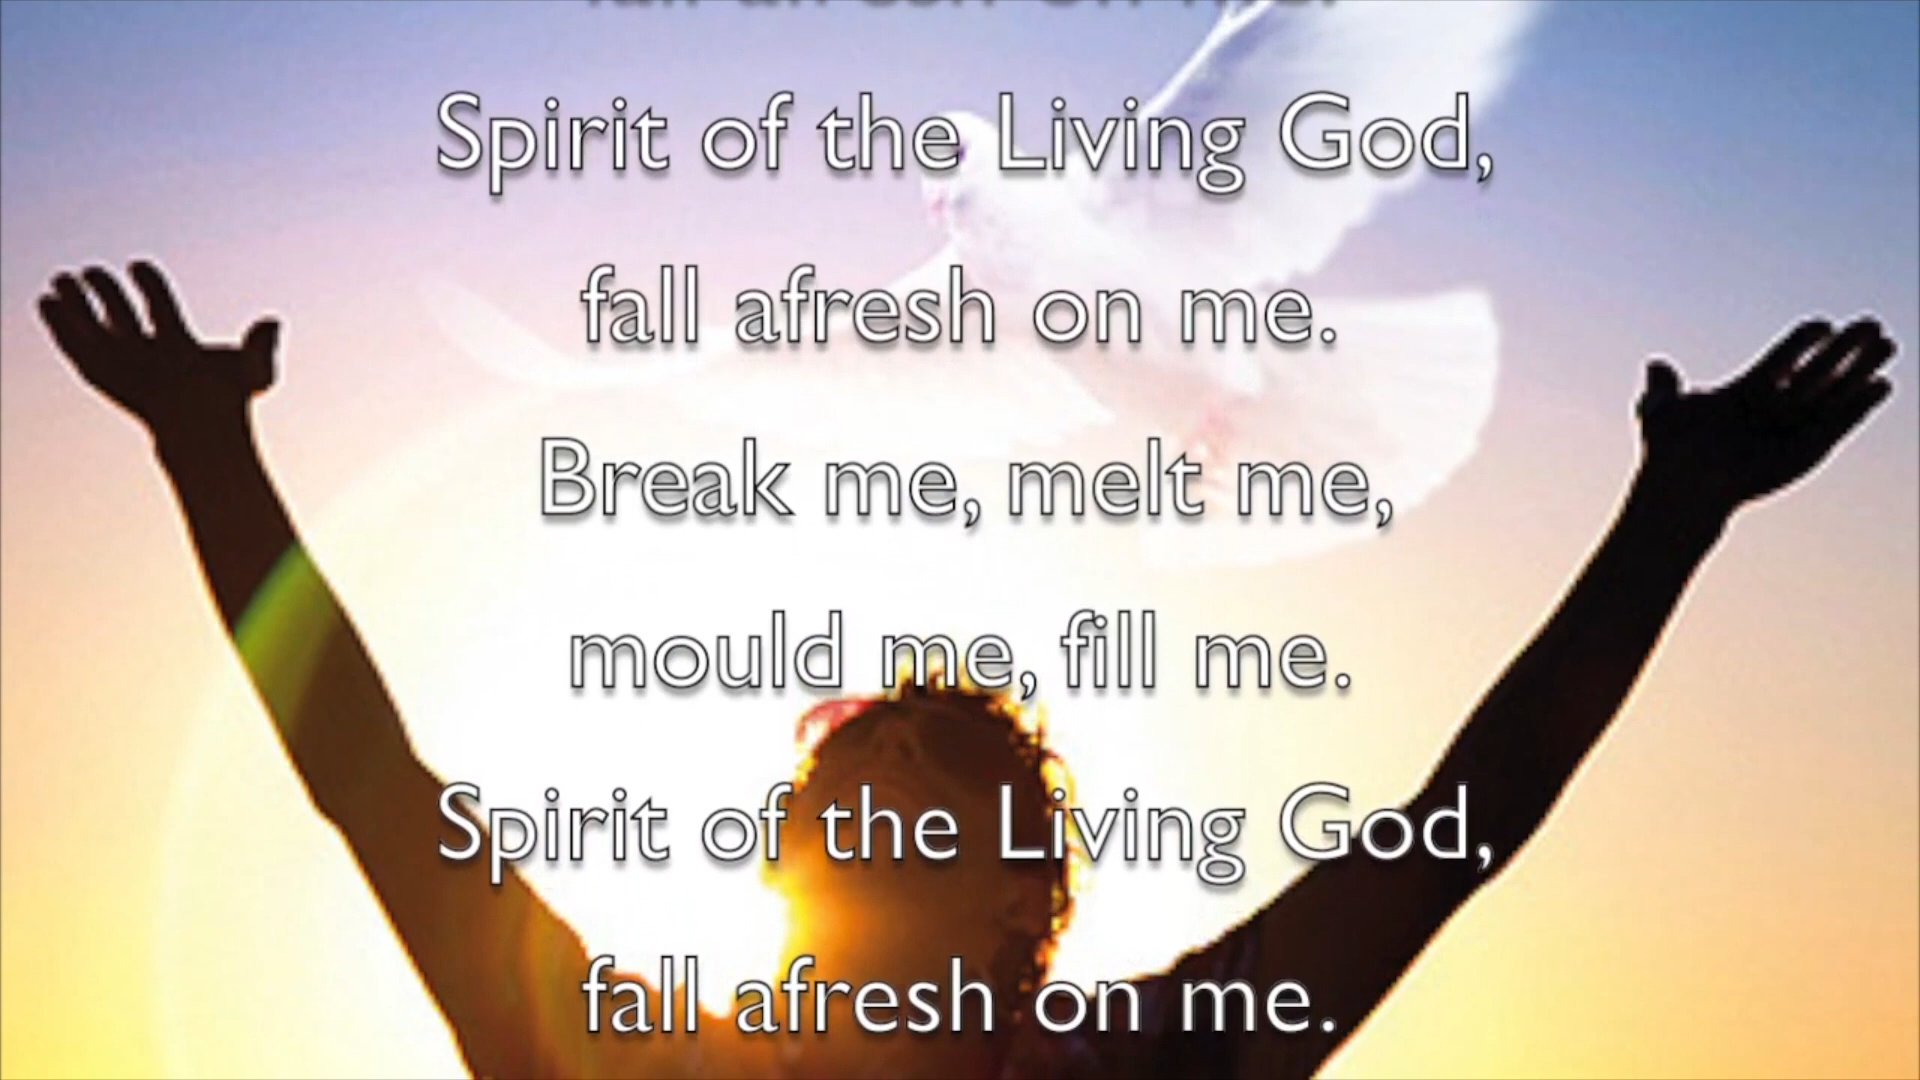 Spirit of the Living God,
fall afresh on me.
Break me, melt me,
mould me, fill me.
Spirit of the Living God,
fall afresh on me.